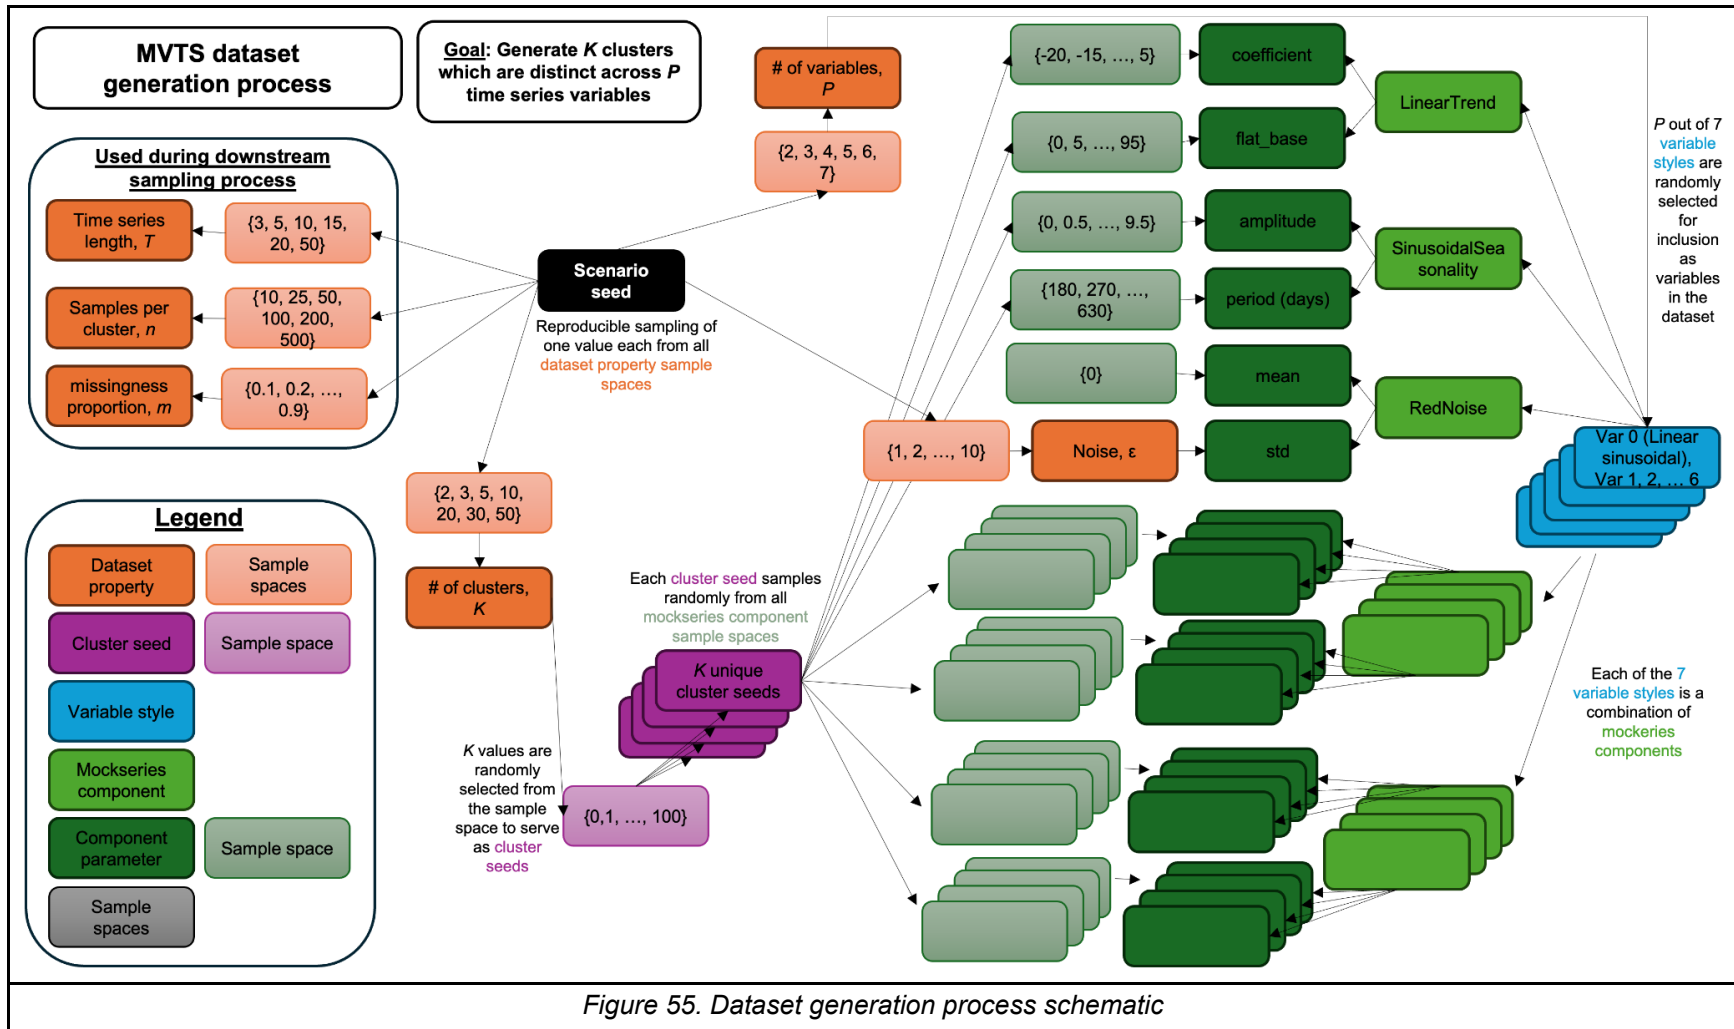 MVTS dataset
generation process
Goal: Generate K clusters
which are distinct across P
time series variables
Used during downstream
sampling process
Time series
length, T
{3, 5, 10, 15,
20, 50}
Samples per
cluster, n
{10, 25, 50,
100, 200,
500}
missingness
proportion, m
{0.1, 0.2, …,
0.9}
# of variables,
P
{2, 3, 4, 5, 6,
7}
Scenario
seed
Reproducible sampling of
one value each from all
dataset property sample
spaces
{2, 3, 5, 10,
20, 30, 50}
# of clusters,
K
K values are
randomly
selected from
the sample
space to serve
as cluster
seeds
{0,1, …, 100}
Each cluster seed samples
randomly from all
mockseries component
sample spaces
K unique
cluster seeds
{-20, -15, …, 5}
coefficient
{0, 5, …, 95}
flat_base
LinearTrend
{0, 0.5, …, 9.5}
amplitude
{180, 270, …,
630}
period (days)
SinusoidalSea
sonality
{0}
mean
{1, 2, …, 10}
Noise, ε
std
RedNoise
P out of 7
variable
styles are
randomly
selected
for
inclusion
as
variables
in the
dataset
Var 0 (Linear
sinusoidal),
Var 1, 2, … 6
Each of the 7
variable styles is a
combination of
mockeries
components
Legend
Dataset
property
Sample
spaces
Cluster seed
Sample space
Variable style
Mockseries
component
Component
parameter
Sample space
Sample
spaces
Figure 55. Dataset generation process schematic